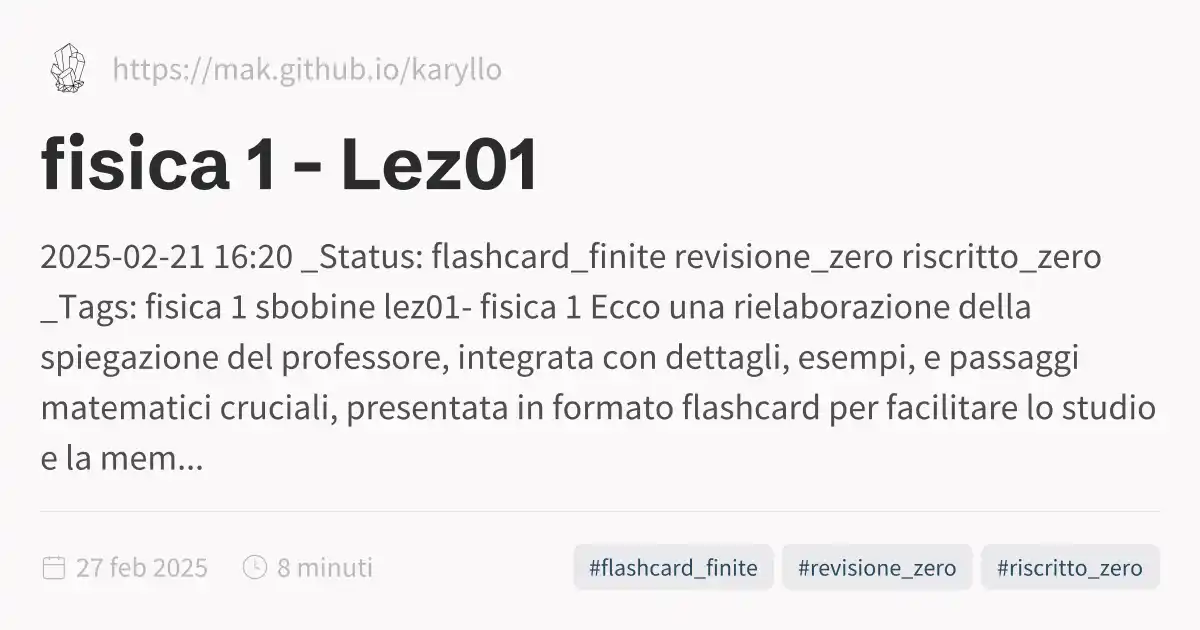 https://mak.github.io/karyllo
fisica 1 - Lez01
2025-02-21 16:20 _Status: flashcard_finite revisione_zero riscritto_zero
_Tags: fisica 1 sbobine lez01- fisica 1 Ecco una rielaborazione della
spiegazione del professore, integrata con dettagli, esempi, e passaggi
matematici cruciali, presentata in formato flashcard per facilitare lo studio
e la mem...
27 feb 2025 8 minuti #flashcard_finite #revisione_zero #riscritto_zero